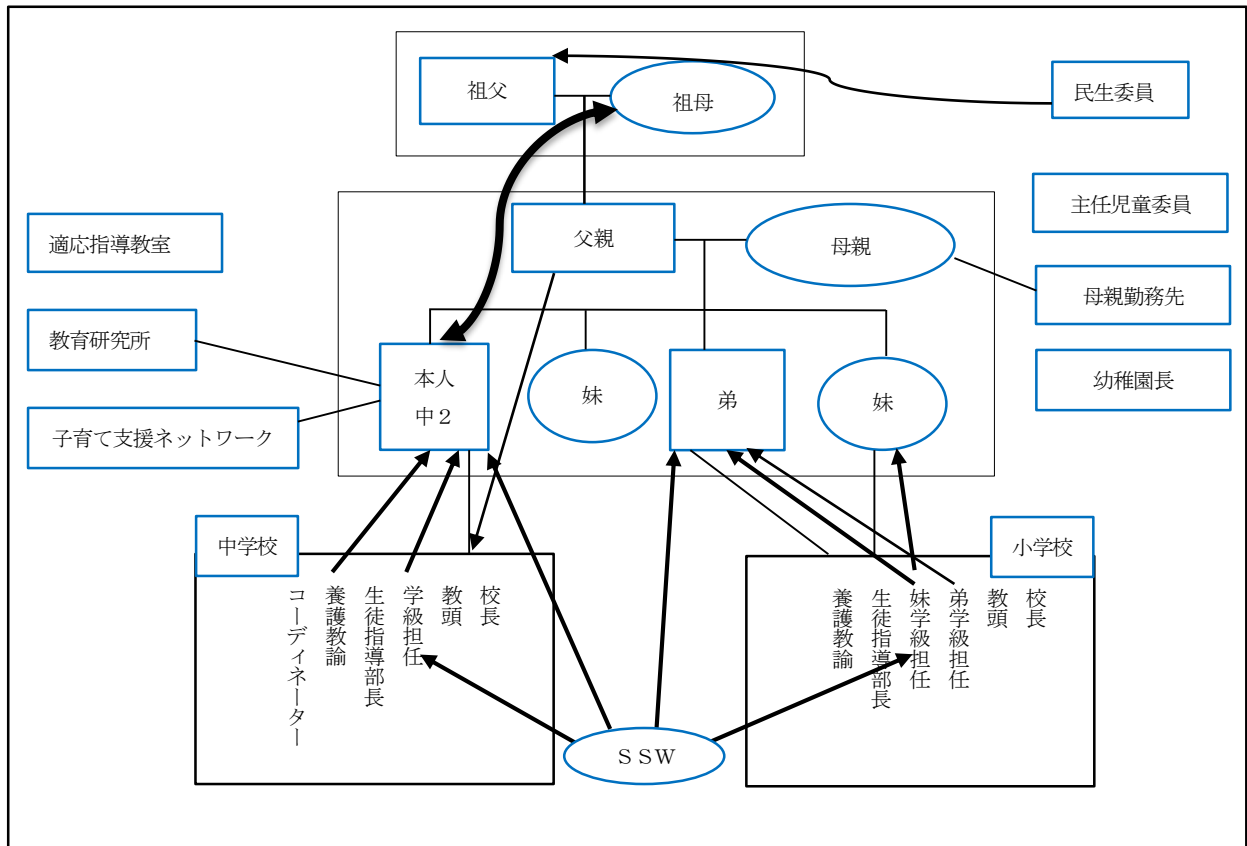 祖父
祖母
民生委員
主任児童委員
適応指導教室
父親
母親
母親勤務先
教育研究所
幼稚園長
本人
中２
妹
弟
妹
子育て支援ネットワーク
中学校
小学校
校長
教頭
学級担任
生徒指導部長
養護教諭
コーディネーター
校長
教頭
弟学級担任
妹学級担任
生徒指導部長
養護教諭
ＳＳＷ